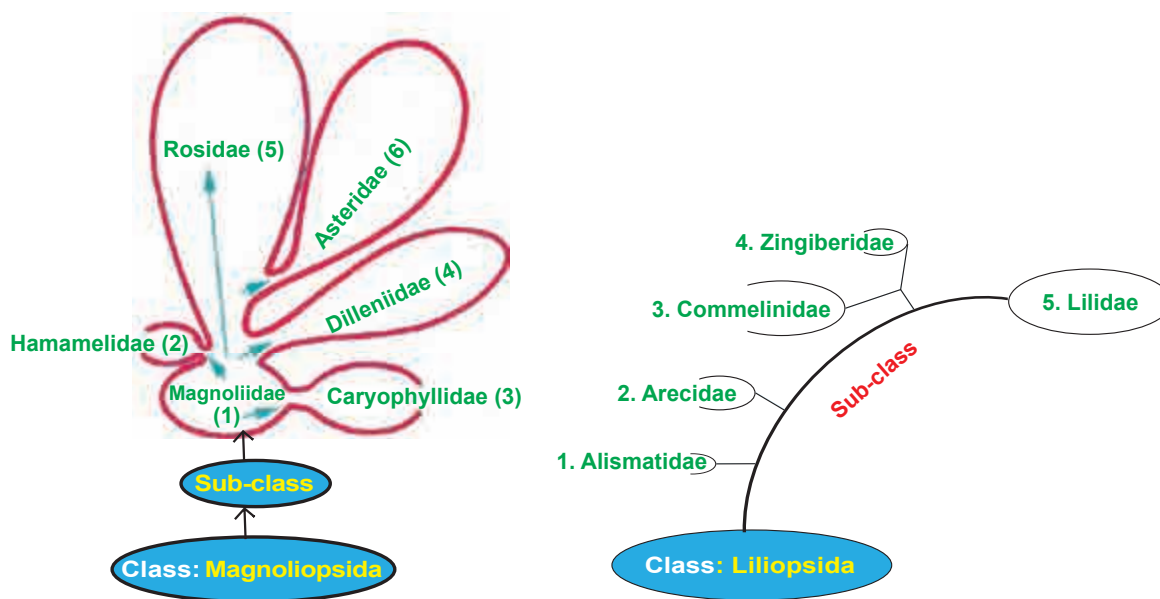 Rosidae (5)
Asteridae (6)
Dilleniidae (4)
Hamamelidae (2)
Magnoliidae
(1)
Caryophyllidae (3)
Sub-class
Class: Magnoliopsida
4. Zingiberidae
3. Commelinidae
5. Lilidae
Sub-class
2. Arecidae
1. Alismatidae
Class: Liliopsida